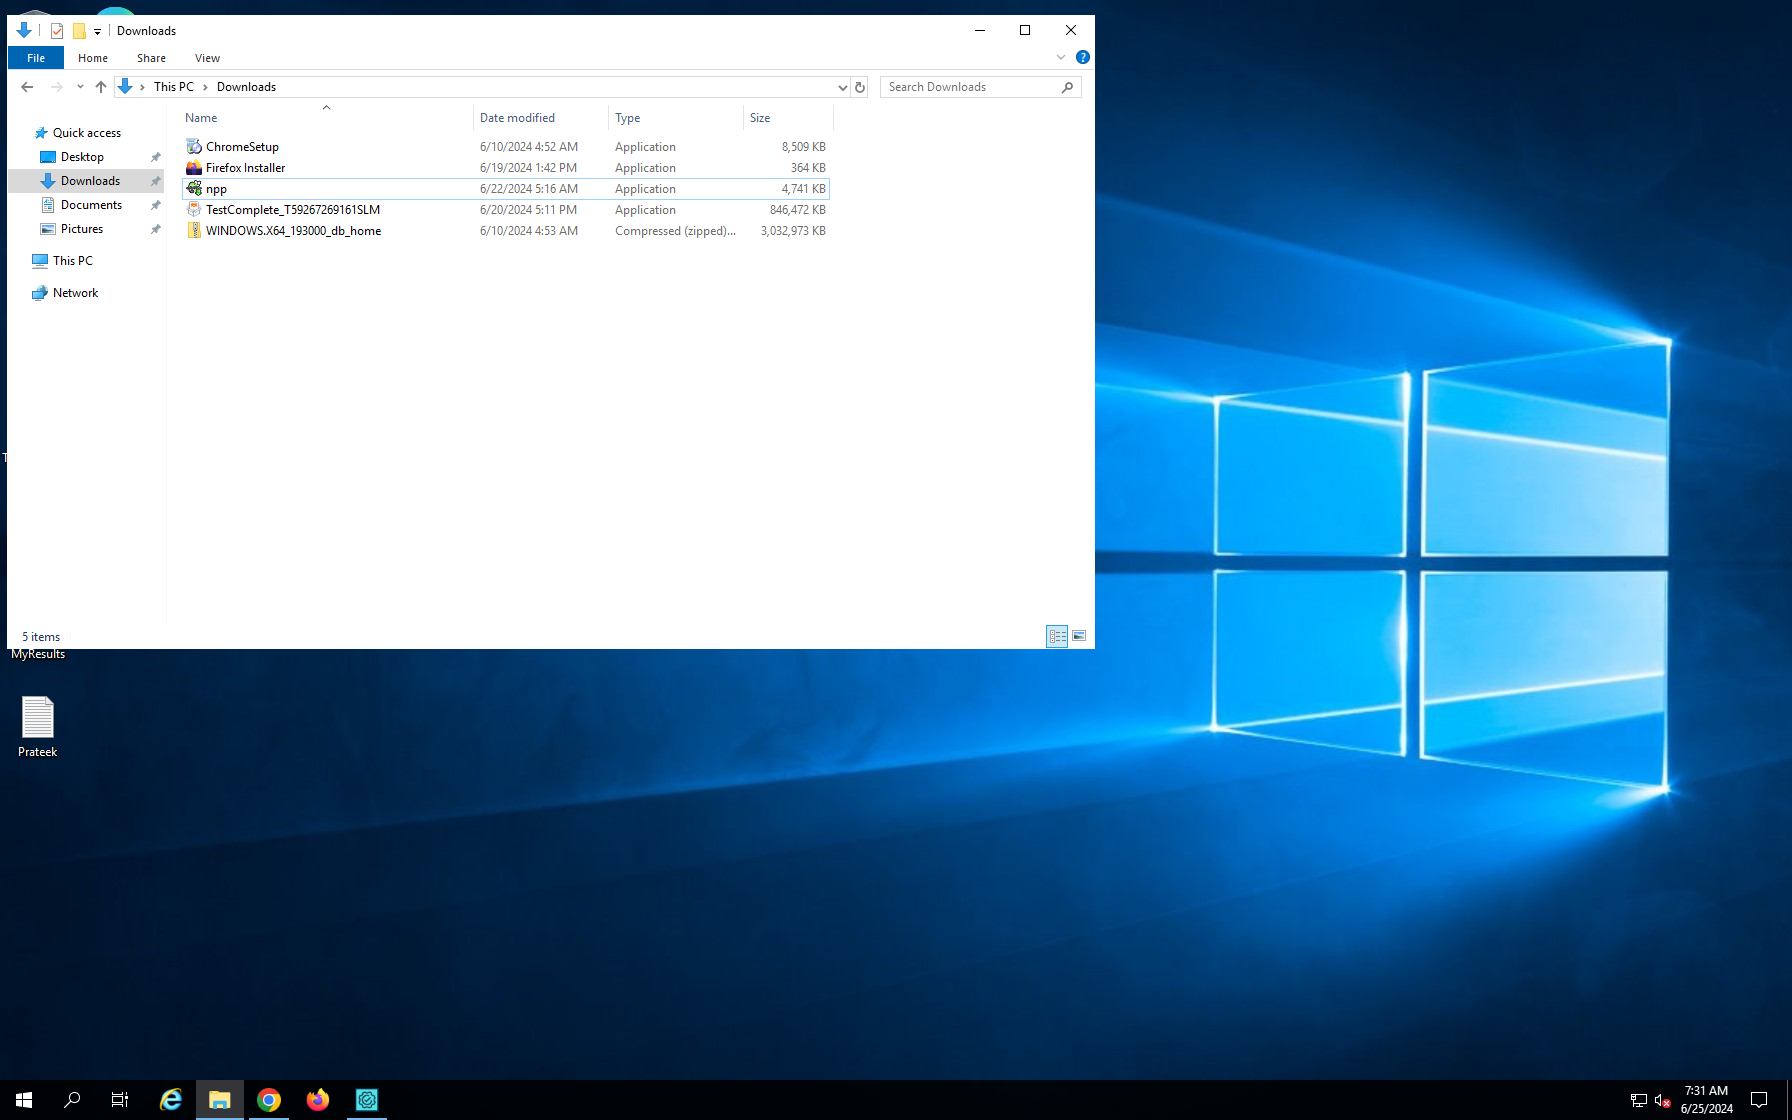 Downloads
File Home Share View
This PC Downloads Search Downloads
Name Date modified Type Size
Quick access
Desktop
Downloads
Documents
Pictures
This PC
Network
ChromeSetup 6/10/2024 4:52 AM Application 8,509 KB
Firefox Installer 6/19/2024 1:42 PM Application 364 KB
npp 6/22/2024 5:16 AM Application 4,741 KB
TestComplete_T59267269161SLM 6/20/2024 5:11 PM Application 846,472 KB
WINDOWS.X64_193000_db_home 6/10/2024 4:53 AM Compressed (zipped)... 3,032,973 KB
T
5 items
MyResults
Prateek
7:31 AM
6/25/2024